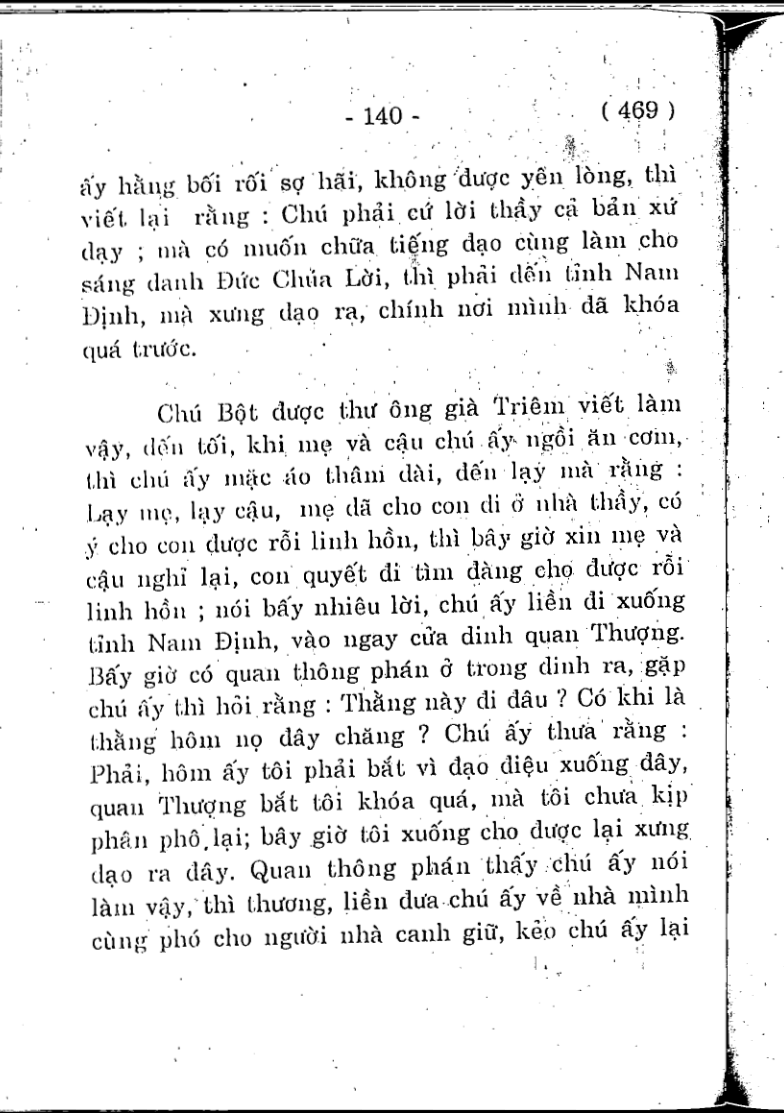 - 140 - ( 469 )
ấy hằng bối rối sợ hãi, không được yên lòng, thì
viết lại rằng : Chú phải cứ lời thầy cả bản xứ
dạy ; mà có muốn chữa tiếng đạo cùng làm cho
sáng danh Đức Chúa Lời, thì phải đến tỉnh Nam
Định, mà xưng đạo ra, chính nơi mình đã khóa
quá trước.
Chú Bột được thư ông già Triêm viết làm
vậy, đến tối, khi mẹ và cậu chú ấy ngồi ăn cơm,
thì chú ấy mặc áo thâm dài, đến lạy mà rằng :
Lạy mẹ, lạy cậu, mẹ đã cho con đi ở nhà thầy, có
ý cho con được rỗi linh hồn, thì bây giờ xin mẹ và
cậu nghỉ lại, con quyết đi tìm đàng cho được rỗi
linh hồn ; nói bấy nhiêu lời, chú ấy liền đi xuống
tỉnh Nam Định, vào ngay cửa dinh quan Thượng.
Bấy giờ có quan thông phán ở trong dinh ra, gặp
chú ấy thì hỏi rằng : Thằng này đi đâu ? Có khi là
thằng hôm nọ đây chăng ? Chú ấy thưa rằng :
Phải, hôm ấy tôi phải bắt vì đạo điệu xuống đây,
quan Thượng bắt tôi khóa quá, mà tôi chưa kịp
phân phô lại; bây giờ tôi xuống cho được lại xưng
đạo ra đây. Quan thông phán thấy chú ấy nói
làm vậy, thì thương, liền đưa chú ấy về nhà mình
cùng phó cho người nhà canh giữ, kẻo chú ấy lại